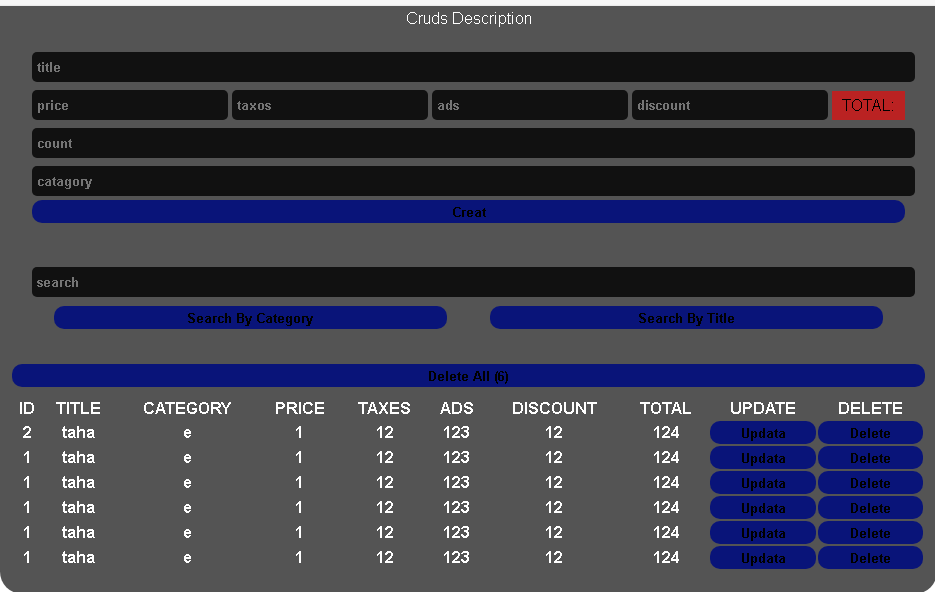 Cruds Description
title
price taxos ads discount TOTAL:
count
catagory
Creat
search
Search By Category Search By Title
Delete All (6)
ID TITLE CATEGORY PRICE TAXES ADS DISCOUNT TOTAL UPDATE DELETE
2 taha e 1 12 123 12 124 Updata Delete
1 taha e 1 12 123 12 124 Updata Delete
1 taha e 1 12 123 12 124 Updata Delete
1 taha e 1 12 123 12 124 Updata Delete
1 taha e 1 12 123 12 124 Updata Delete
1 taha e 1 12 123 12 124 Updata Delete